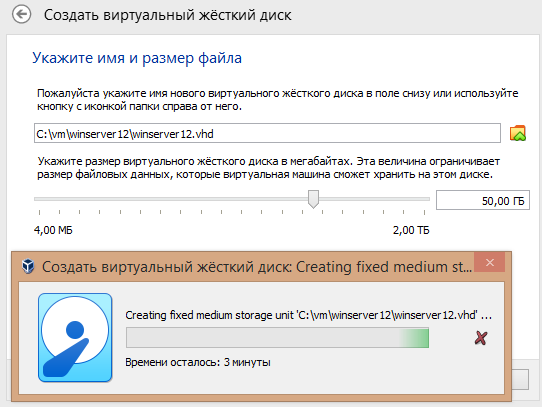 Создать виртуальный жёсткий диск
Укажите имя и размер файла
Пожалуйста укажите имя нового виртуального жёсткого диска в поле снизу или используйте
кнопку с иконкой папки справа от него.
C:\vm\winserver12\winserver12.vhd
Укажите размер виртуального жёсткого диска в мегабайтах. Эта величина ограничивает
размер файловых данных, которые виртуальная машина сможет хранить на этом диске.
50,00 ГБ
4,00 МБ 2,00 ТБ
Создать виртуальный жёсткий диск: Creating fixed medium st...
Creating fixed medium storage unit 'C:\vm\winserver12\winserver12.vhd' ...
Времени осталось: 3 минуты